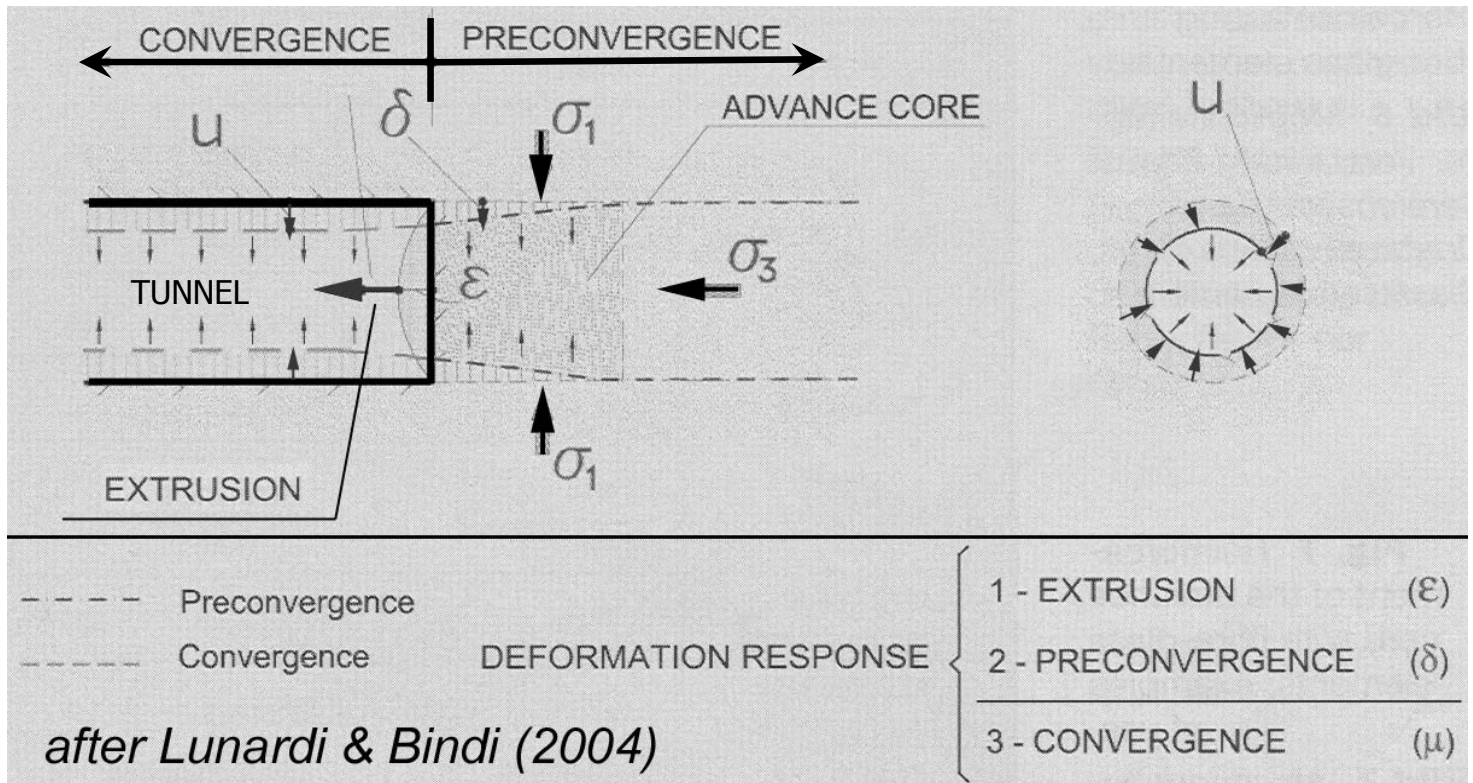 CONVERGENCE
PRECONVERGENCE
u
δ
σ1
ADVANCE CORE
u
TUNNEL
ε
σ3
σ1
EXTRUSION
Preconvergence
Convergence
DEFORMATION RESPONSE
1 - EXTRUSION (ε)
2 - PRECONVERGENCE (δ)
3 - CONVERGENCE (μ)
after Lunardi & Bindi (2004)